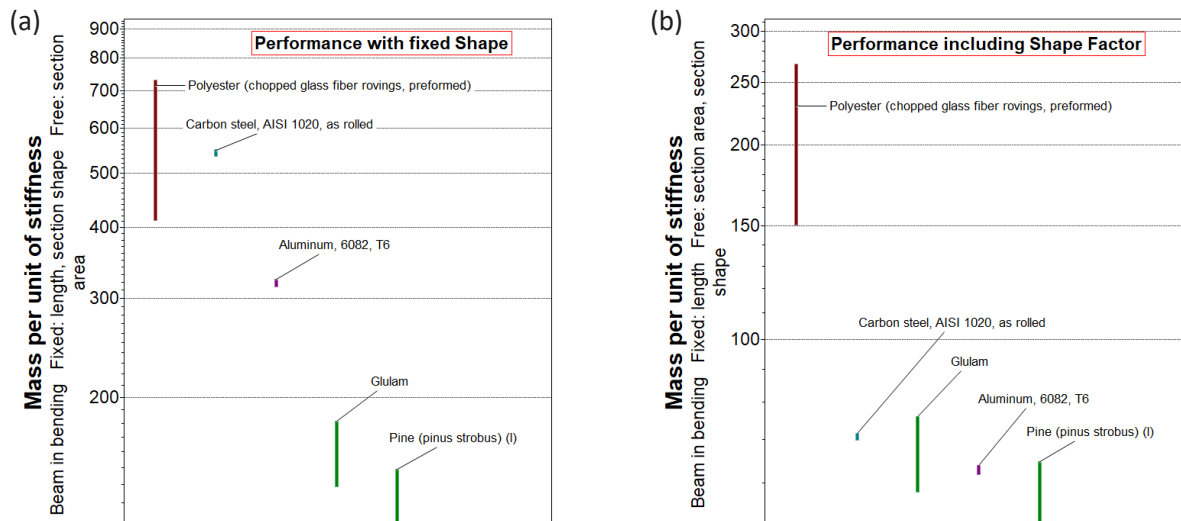 (a)
Performance with fixed Shape
Mass per unit of stiffness
Beam in bending Fixed: length, section shape Free: section
area
900
800
700
600
500
400
300
200
Polyester (chopped glass fiber rovings, preformed)
Carbon steel, AISI 1020, as rolled
Aluminum, 6082, T6
Glulam
Pine (pinus strobus) (l)
(b)
Performance including Shape Factor
Mass per unit of stiffness
Beam in bending Fixed: length Free: section area, section
shape
300
250
200
150
100
Polyester (chopped glass fiber rovings, preformed)
Carbon steel, AISI 1020, as rolled
Glulam
Aluminum, 6082, T6
Pine (pinus strobus) (l)